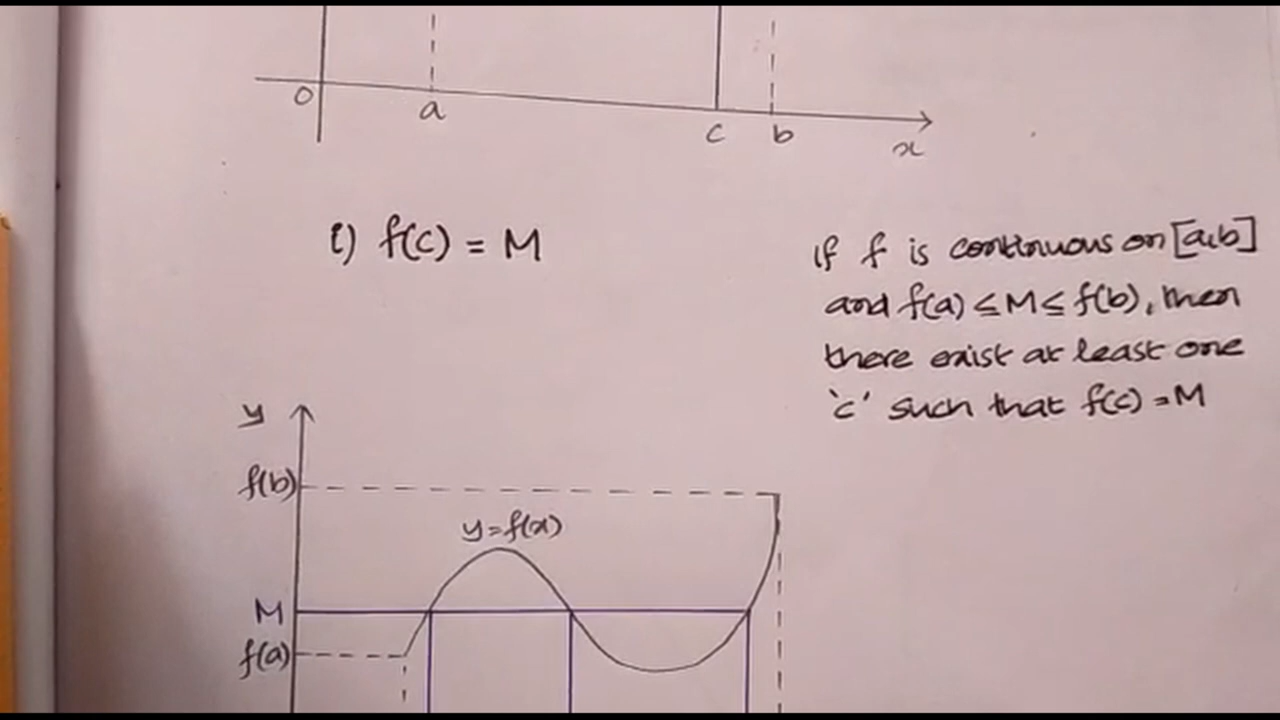 O a c b x
i) f(c) = M
If f is continuous on [a,b]
and f(a) ≤ M ≤ f(b), then
there exist at least one
'c' such that f(c) = M
y
f(b)
y=f(x)
M
f(a)